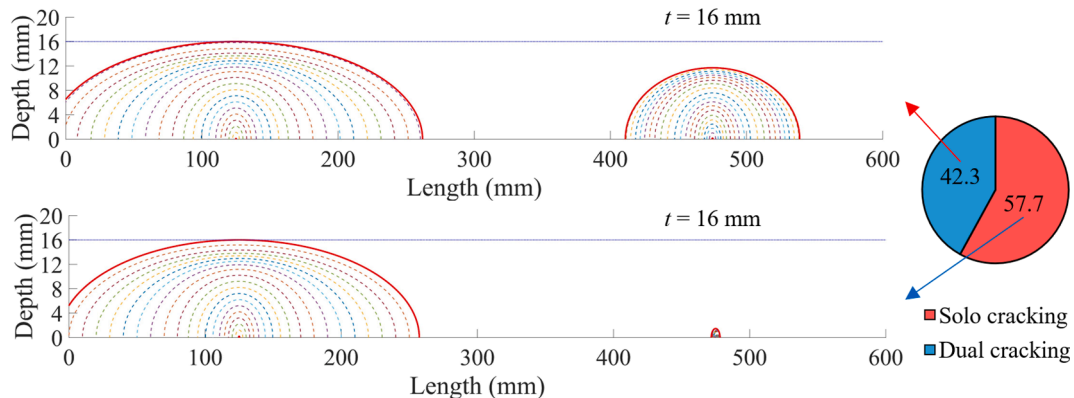 20
16
12
8
4
0
Depth (mm)
t = 16 mm
0 100 200 300 400 500 600
Length (mm)
20
16
12
8
4
0
Depth (mm)
t = 16 mm
0 100 200 300 400 500 600
Length (mm)
42.3
57.7
Solo cracking
Dual cracking